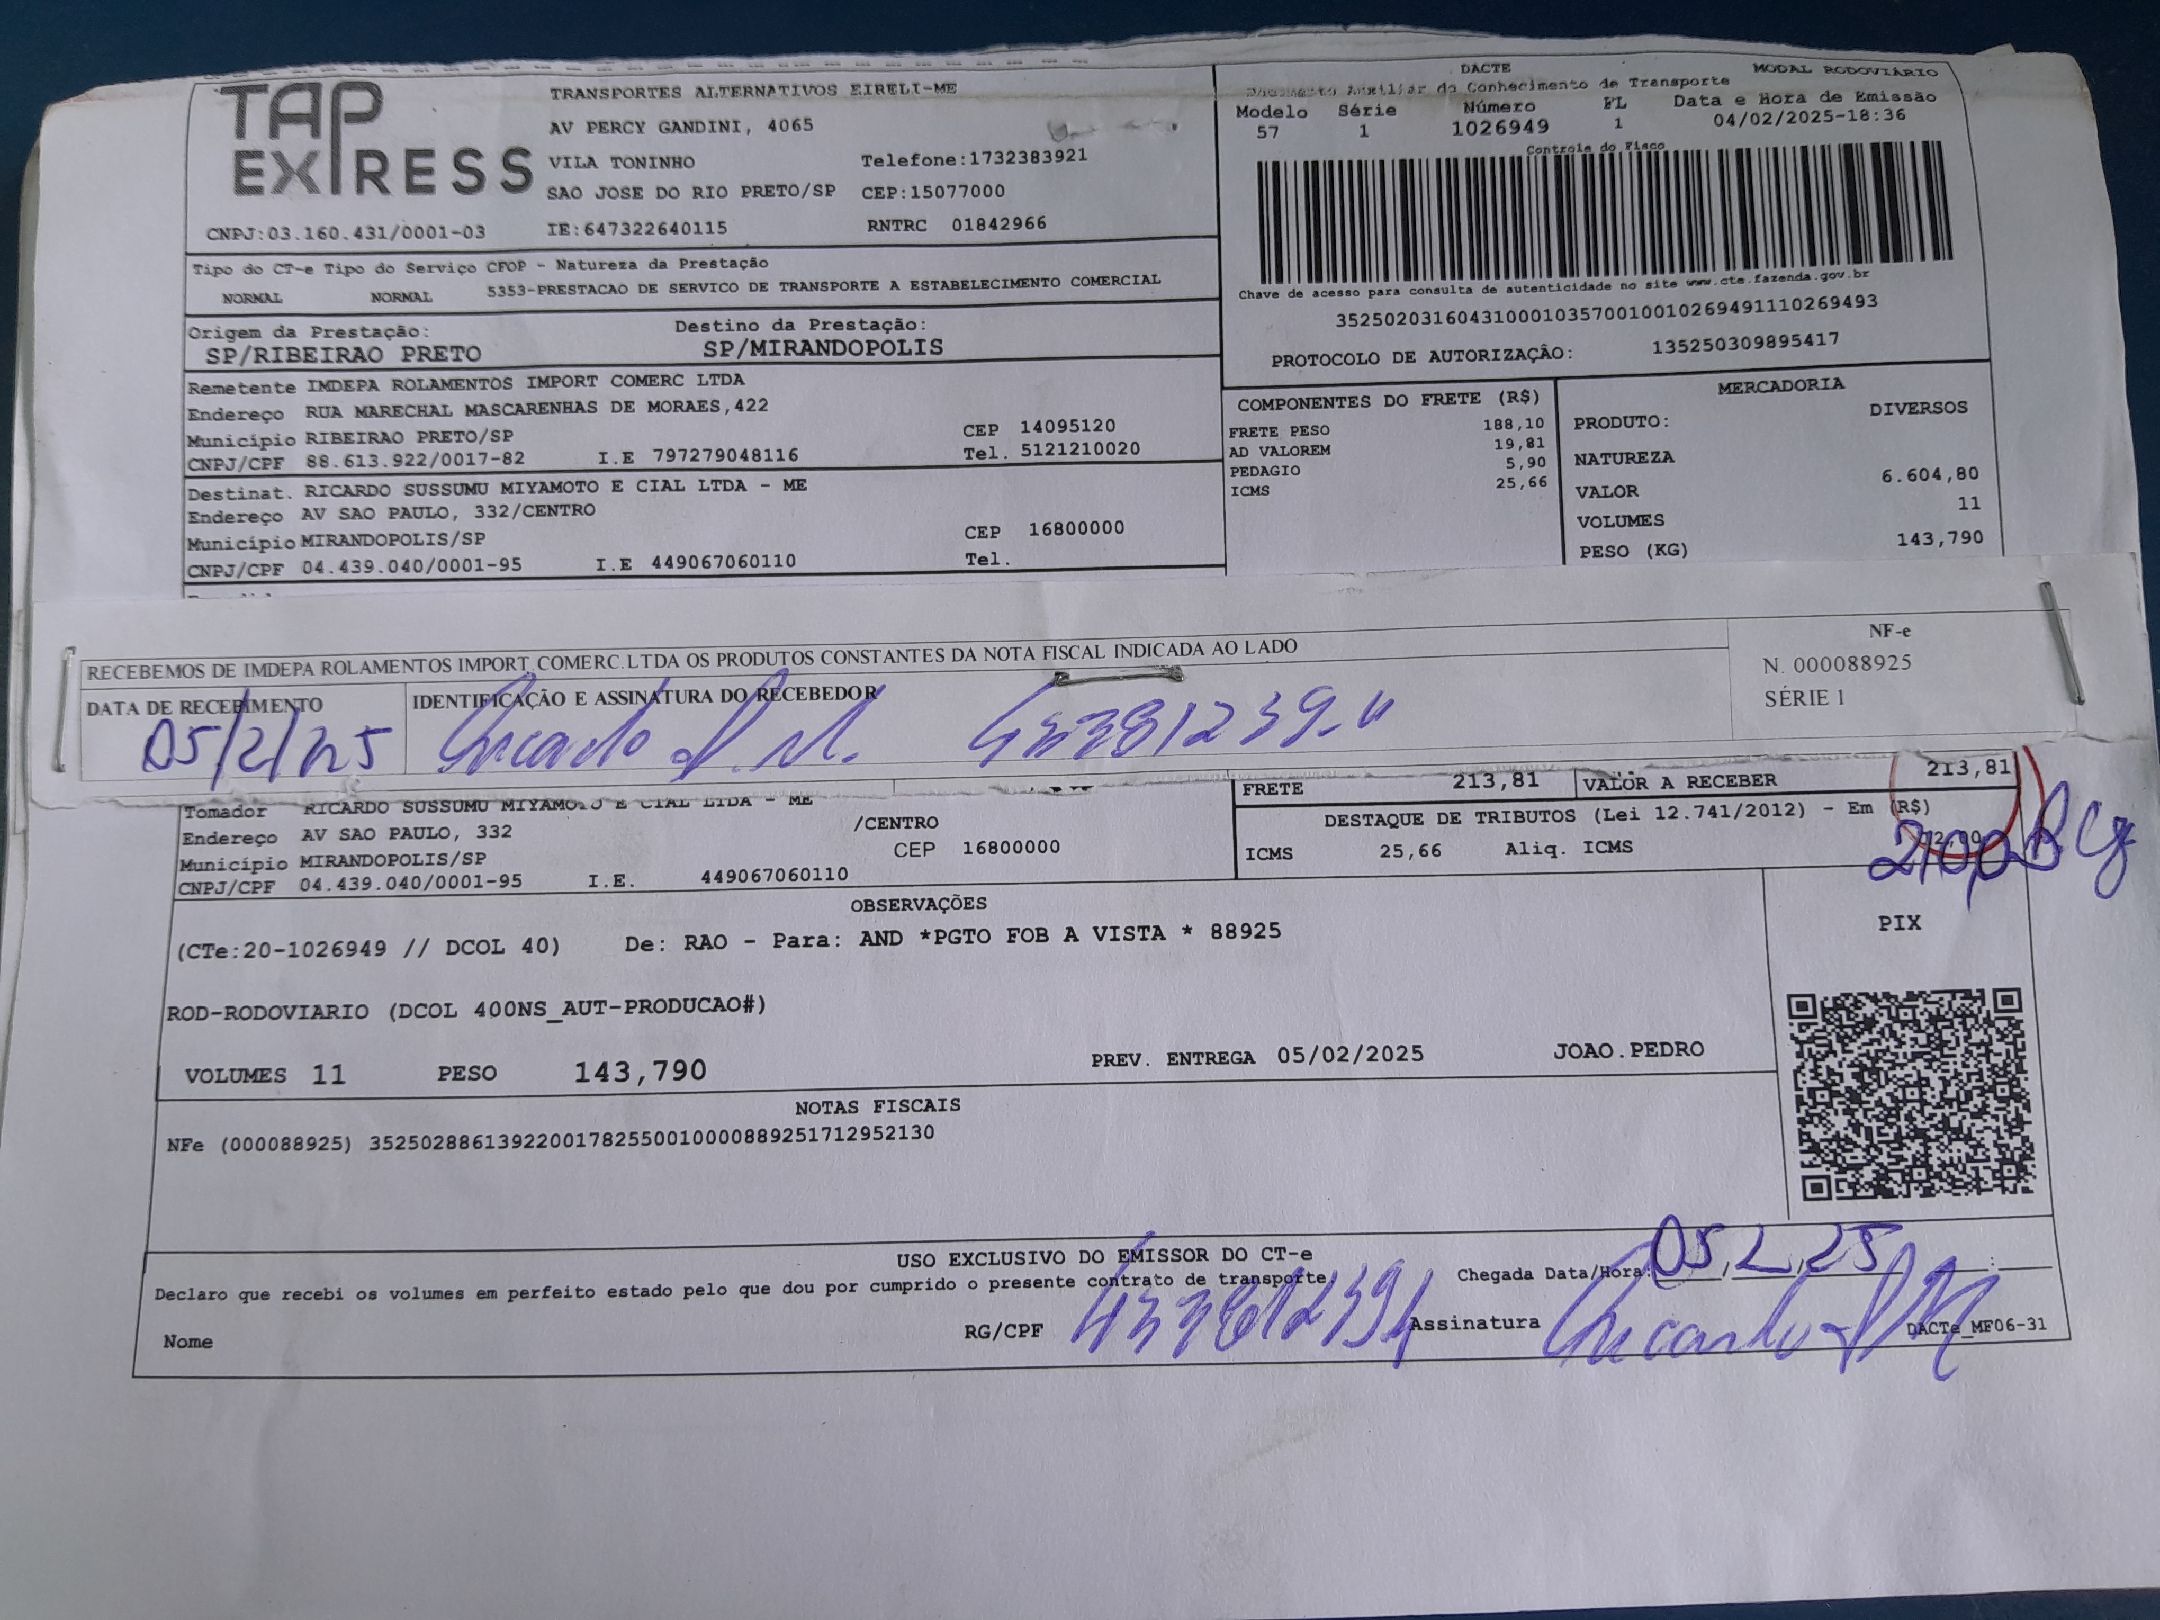 TAP EXPRESS
TRANSPORTES ALTERNATIVOS EIRELI-ME
AV PERCY GANDINI, 4065
VILA TONINHO Telefone:1732383921
SAO JOSE DO RIO PRETO/SP CEP:15077000
CNPJ:03.160.431/0001-03 IE:647322640115 RNTRC 01842966
DACTE MODAL RODOVIÁRIO
Documento Auxiliar do Conhecimento de Transporte
Modelo Série Número FL Data e Hora de Emissão
57 1 1026949 1 04/02/2025-18:36
Controle do Fisco
Chave de acesso para consulta de autenticidade no site www.cte.fazenda.gov.br
35250203160431000103570010010269491110269493
PROTOCOLO DE AUTORIZAÇÃO: 135250309895417
Tipo do CT-e Tipo do Serviço CFOP - Natureza da Prestação
NORMAL NORMAL 5353-PRESTACAO DE SERVICO DE TRANSPORTE A ESTABELECIMENTO COMERCIAL
Origem da Prestação: Destino da Prestação:
SP/RIBEIRAO PRETO SP/MIRANDOPOLIS
Remetente IMDEPA ROLAMENTOS IMPORT COMERC LTDA
Endereço RUA MARECHAL MASCARENHAS DE MORAES,422
Município RIBEIRAO PRETO/SP CEP 14095120
CNPJ/CPF 88.613.922/0017-82 I.E 797279048116 Tel. 5121210020
Destinat. RICARDO SUSSUMU MIYAMOTO E CIAL LTDA - ME
Endereço AV SAO PAULO, 332/CENTRO
Município MIRANDOPOLIS/SP CEP 16800000
CNPJ/CPF 04.439.040/0001-95 I.E 449067060110 Tel.
COMPONENTES DO FRETE (R$)
FRETE PESO 188,10
AD VALOREM 19,81
PEDAGIO 5,90
ICMS 25,66
MERCADORIA
PRODUTO: DIVERSOS
NATUREZA
VALOR 6.604,80
VOLUMES 11
PESO (KG) 143,790
RECEBEMOS DE IMDEPA ROLAMENTOS IMPORT.COMERC.LTDA OS PRODUTOS CONSTANTES DA NOTA FISCAL INDICADA AO LADO
NF-e
N. 000088925
SÉRIE 1
DATA DE RECEBIMENTO IDENTIFICAÇÃO E ASSINATURA DO RECEBEDOR
05/2/25
FRETE 213,81 VALOR A RECEBER 213,81
Tomador RICARDO SUSSUMU MIYAMOTO E CIAL LTDA - ME
Endereço AV SAO PAULO, 332 /CENTRO
Município MIRANDOPOLIS/SP CEP 16800000
CNPJ/CPF 04.439.040/0001-95 I.E. 449067060110
DESTAQUE DE TRIBUTOS (Lei 12.741/2012) - Em (R$)
ICMS 25,66 Aliq. ICMS
OBSERVAÇÕES
(CTe:20-1026949 // DCOL 40) De: RAO - Para: AND *PGTO FOB A VISTA * 88925
ROD-RODOVIARIO (DCOL 400NS_AUT-PRODUCAO#)
VOLUMES 11 PESO 143,790 PREV. ENTREGA 05/02/2025 JOAO.PEDRO
PIX
NOTAS FISCAIS
NFe (000088925) 35250288613922001782550010000889251712952130
USO EXCLUSIVO DO EMISSOR DO CT-e
Declaro que recebi os volumes em perfeito estado pelo que dou por cumprido o presente contrato de transporte
Chegada Data/Hora: 05,2,25 :
Nome RG/CPF Assinatura
DACTe_MF06-31